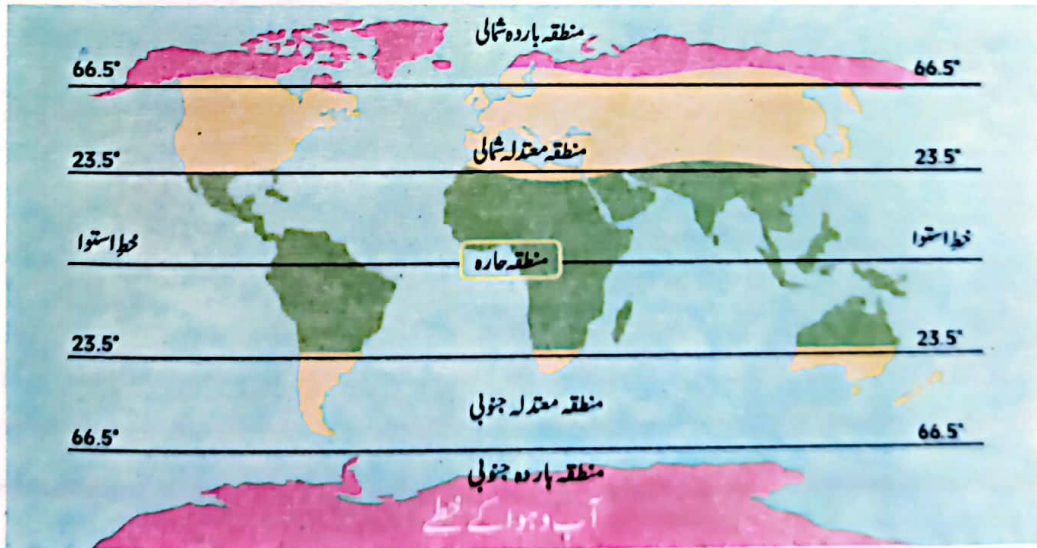 منطقہ باردہ شمالی
66.5° 66.5°
منطقہ معتدلہ شمالی
23.5° 23.5°
خطِ استوا خطِ استوا
منطقہ حارہ
23.5° 23.5°
منطقہ معتدلہ جنوبی
66.5° 66.5°
منطقہ باردہ جنوبی
آب و ہوا کے خطے